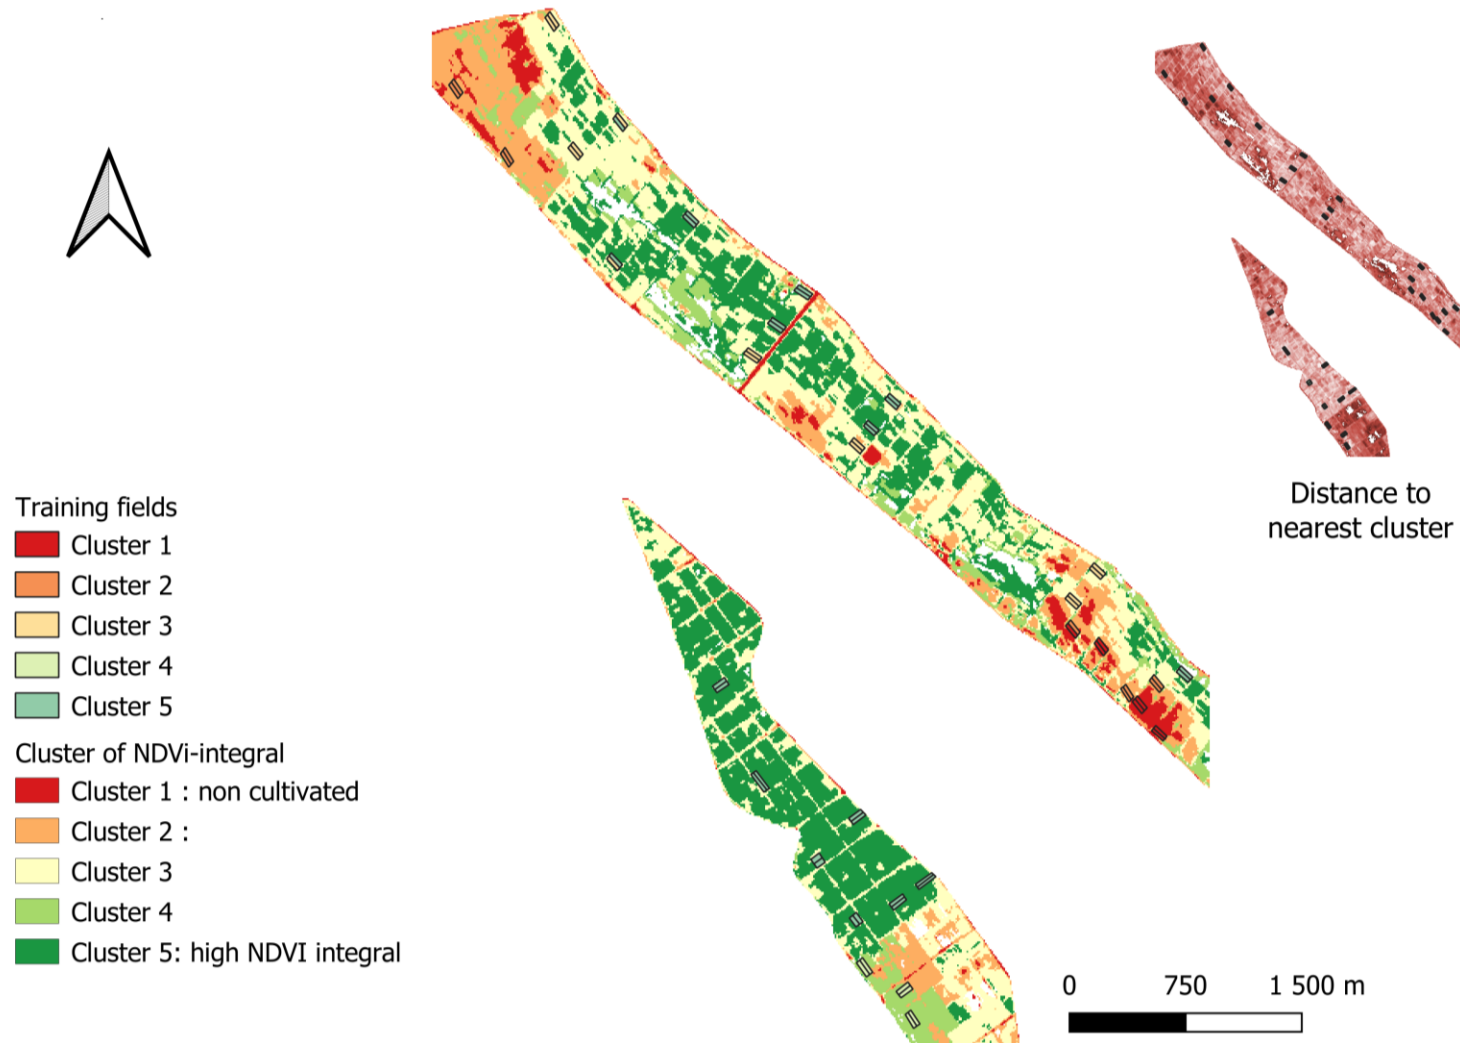 Training fields
Cluster 1
Cluster 2
Cluster 3
Cluster 4
Cluster 5
Cluster of NDVi-integral
Cluster 1 : non cultivated
Cluster 2 :
Cluster 3
Cluster 4
Cluster 5: high NDVI integral
Distance to
nearest cluster
0 750 1 500 m